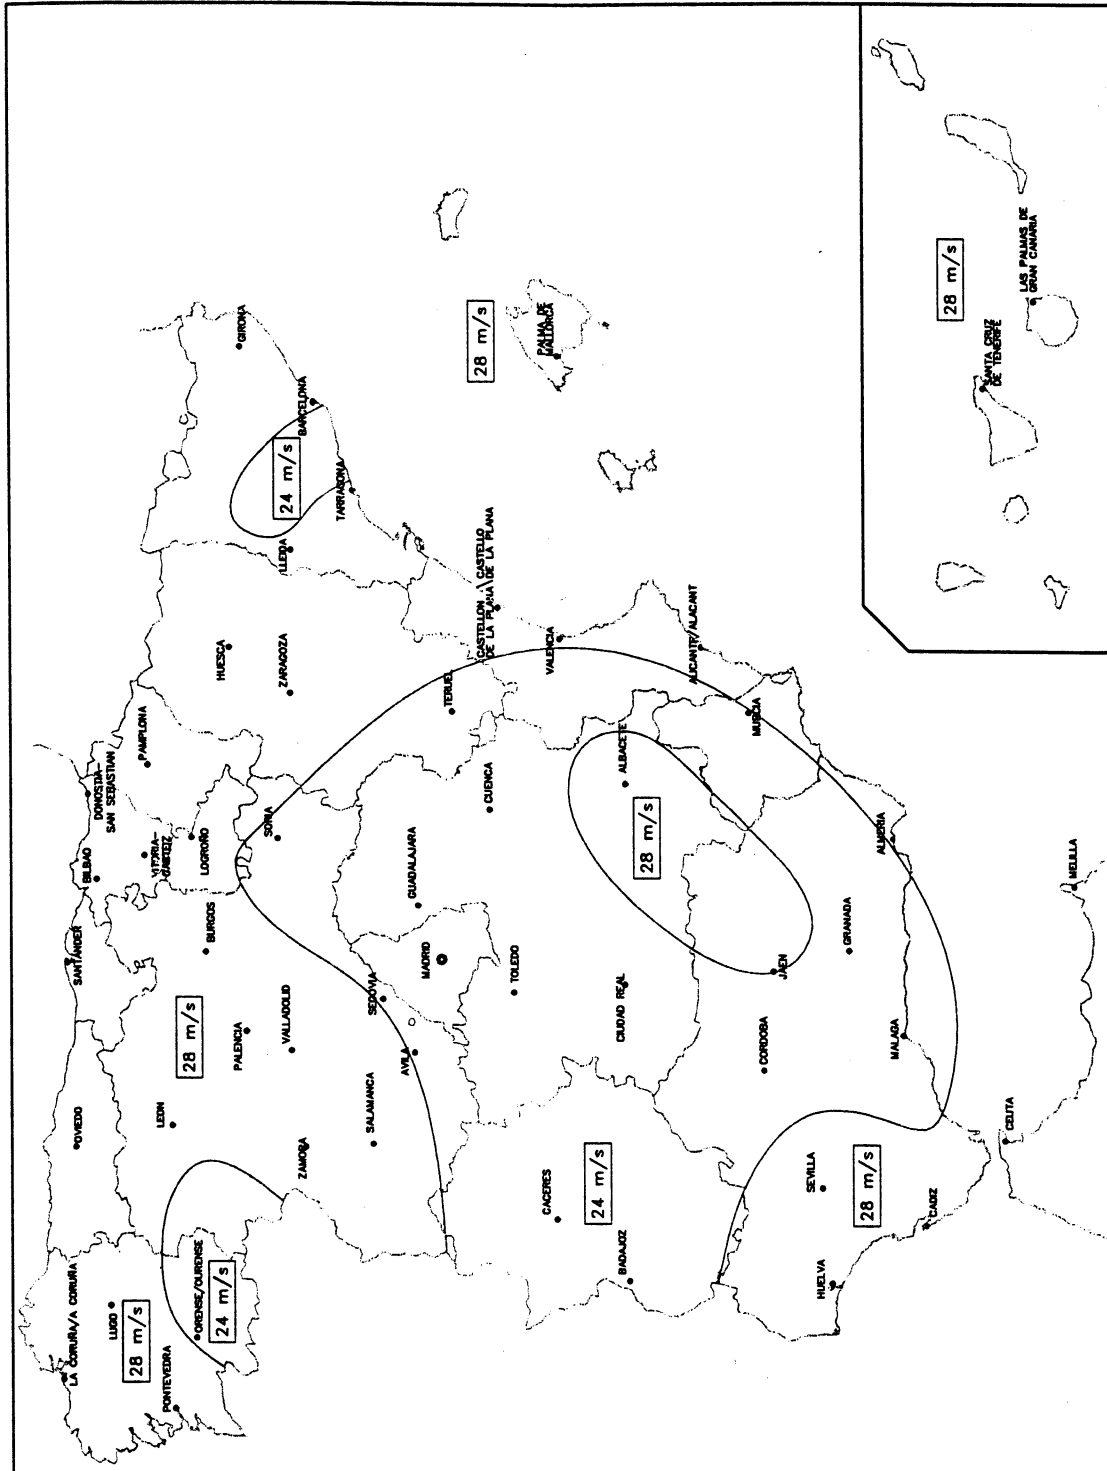 LA CORUÑA/A CORUÑA
LUGO
28 m/s
PONTEVEDRA
ORENSE/OURENSE
24 m/s
OVIEDO
LEON
28 m/s
SANTANDER
BILBAO
DONOSTIA-
SAN SEBASTIAN
VITORIA-
GASTEIZ
PAMPLONA
LOGROÑO
BURGOS
PALENCIA
VALLADOLID
ZAMORA
SALAMANCA
AVILA
SEGOVIA
SORIA
HUESCA
ZARAGOZA
LLEIDA
24 m/s
GIRONA
BARCELONA
TARRAGONA
TERUEL
GUADALAJARA
MADRID
CUENCA
TOLEDO
CASTELLON
DE LA PLANA
CASTELLO
DE LA PLANA
VALENCIA
28 m/s
PALMA DE
MALLORCA
CACERES
24 m/s
BADAJOZ
CIUDAD REAL
ALBACETE
28 m/s
ALICANTE/ALACANT
MURCIA
CORDOBA
JAEN
GRANADA
ALMERIA
MALAGA
SEVILLA
28 m/s
HUELVA
CADIZ
CEUTA
MELILLA
28 m/s
SANTA CRUZ
DE TENERIFE
LAS PALMAS DE
GRAN CANARIA